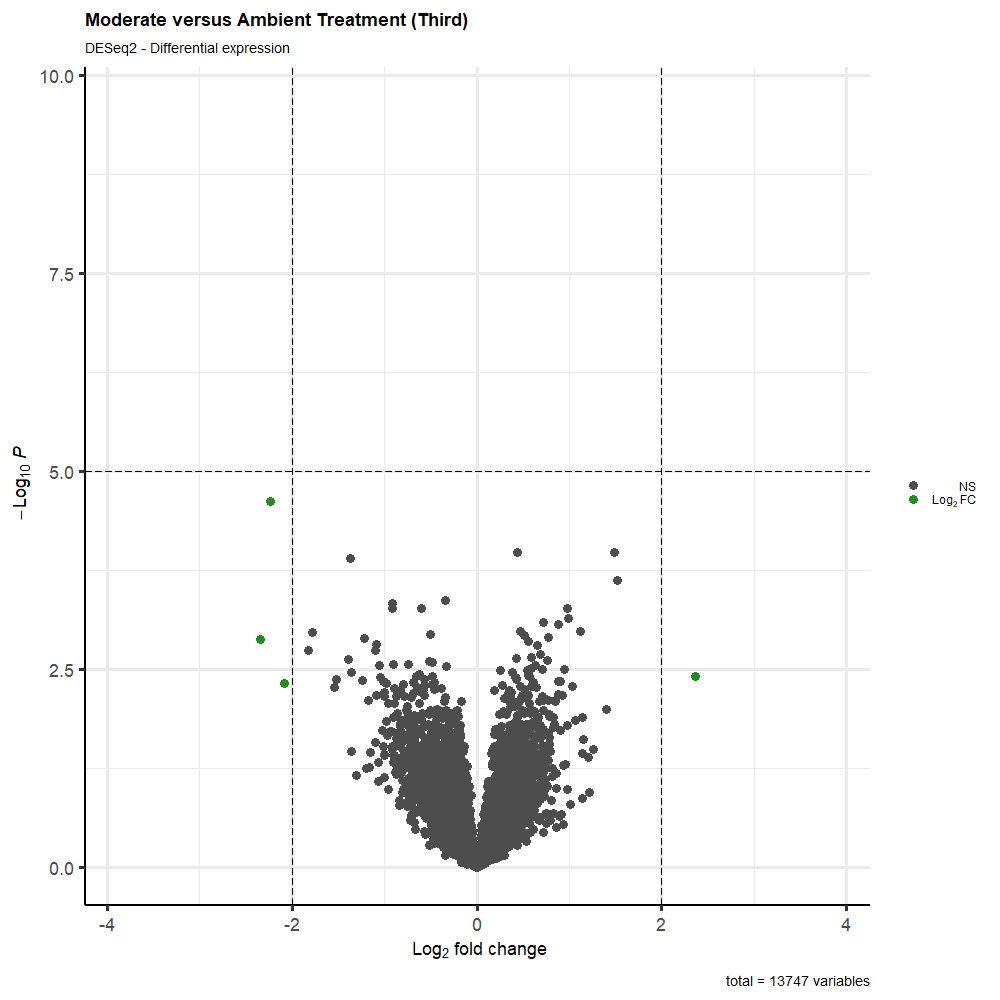 Moderate versus Ambient Treatment (Third)
DESeq2 - Differential expression
10.0
7.5
5.0
2.5
0.0
− Log10 P
-4
-2
0
2
4
Log2 fold change
NS
Log2 FC
total = 13747 variables